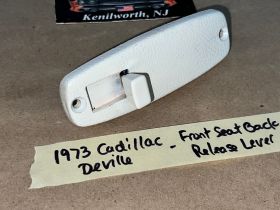 Kenilworth, NJ
1973 Cadillac - Front Seat Back
Deville Release Lever